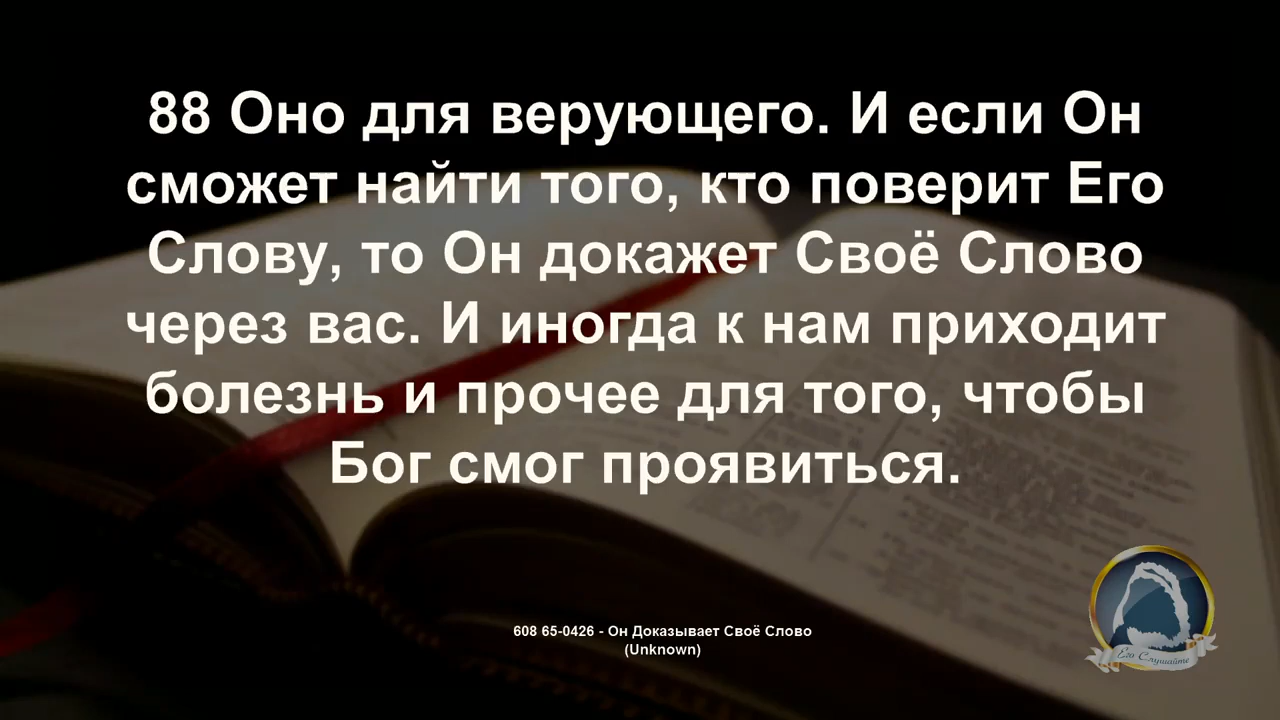 88 Оно для верующего. И если Он
сможет найти того, кто поверит Его
Слову, то Он докажет Своё Слово
через вас. И иногда к нам приходит
болезнь и прочее для того, чтобы
Бог смог проявиться.
608 65-0426 - Он Доказывает Своё Слово
(Unknown)
Его Слушайте